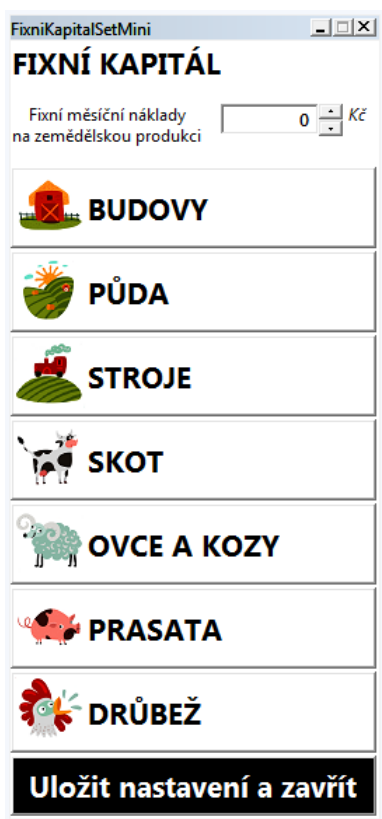 FixniKapitalSetMini
FIXNÍ KAPITÁL
Fixní měsíční náklady
na zemědělskou produkci
0 Kč
BUDOVY
PŮDA
STROJE
SKOT
OVCE A KOZY
PRASATA
DRŮBEŽ
Uložit nastavení a zavřít